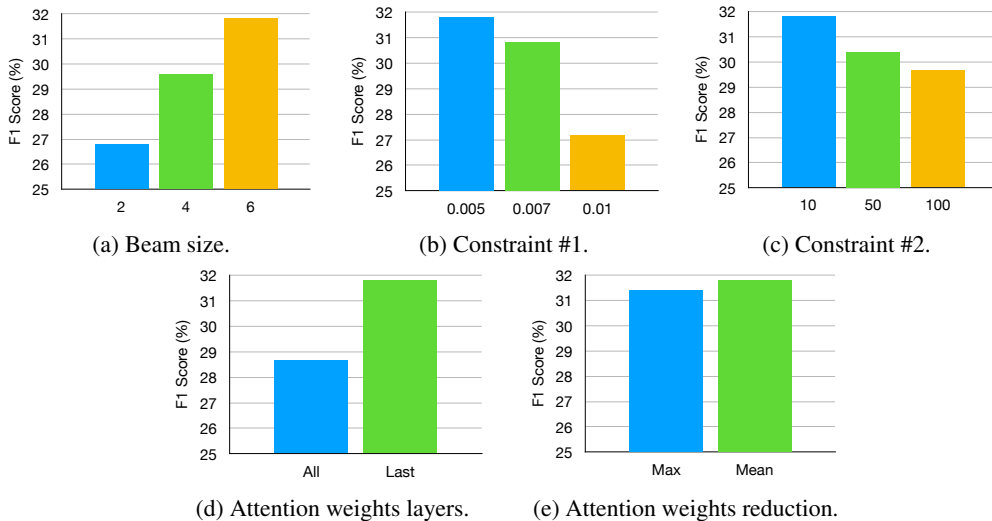 32
31
30
29
28
27
26
25
F1 Score (%)
2 4 6
(a) Beam size.
32
31
30
29
28
27
26
25
F1 Score (%)
0.005 0.007 0.01
(b) Constraint #1.
32
31
30
29
28
27
26
25
F1 Score (%)
10 50 100
(c) Constraint #2.
32
31
30
29
28
27
26
25
F1 Score (%)
All Last
(d) Attention weights layers.
32
31
30
29
28
27
26
25
F1 Score (%)
Max Mean
(e) Attention weights reduction.